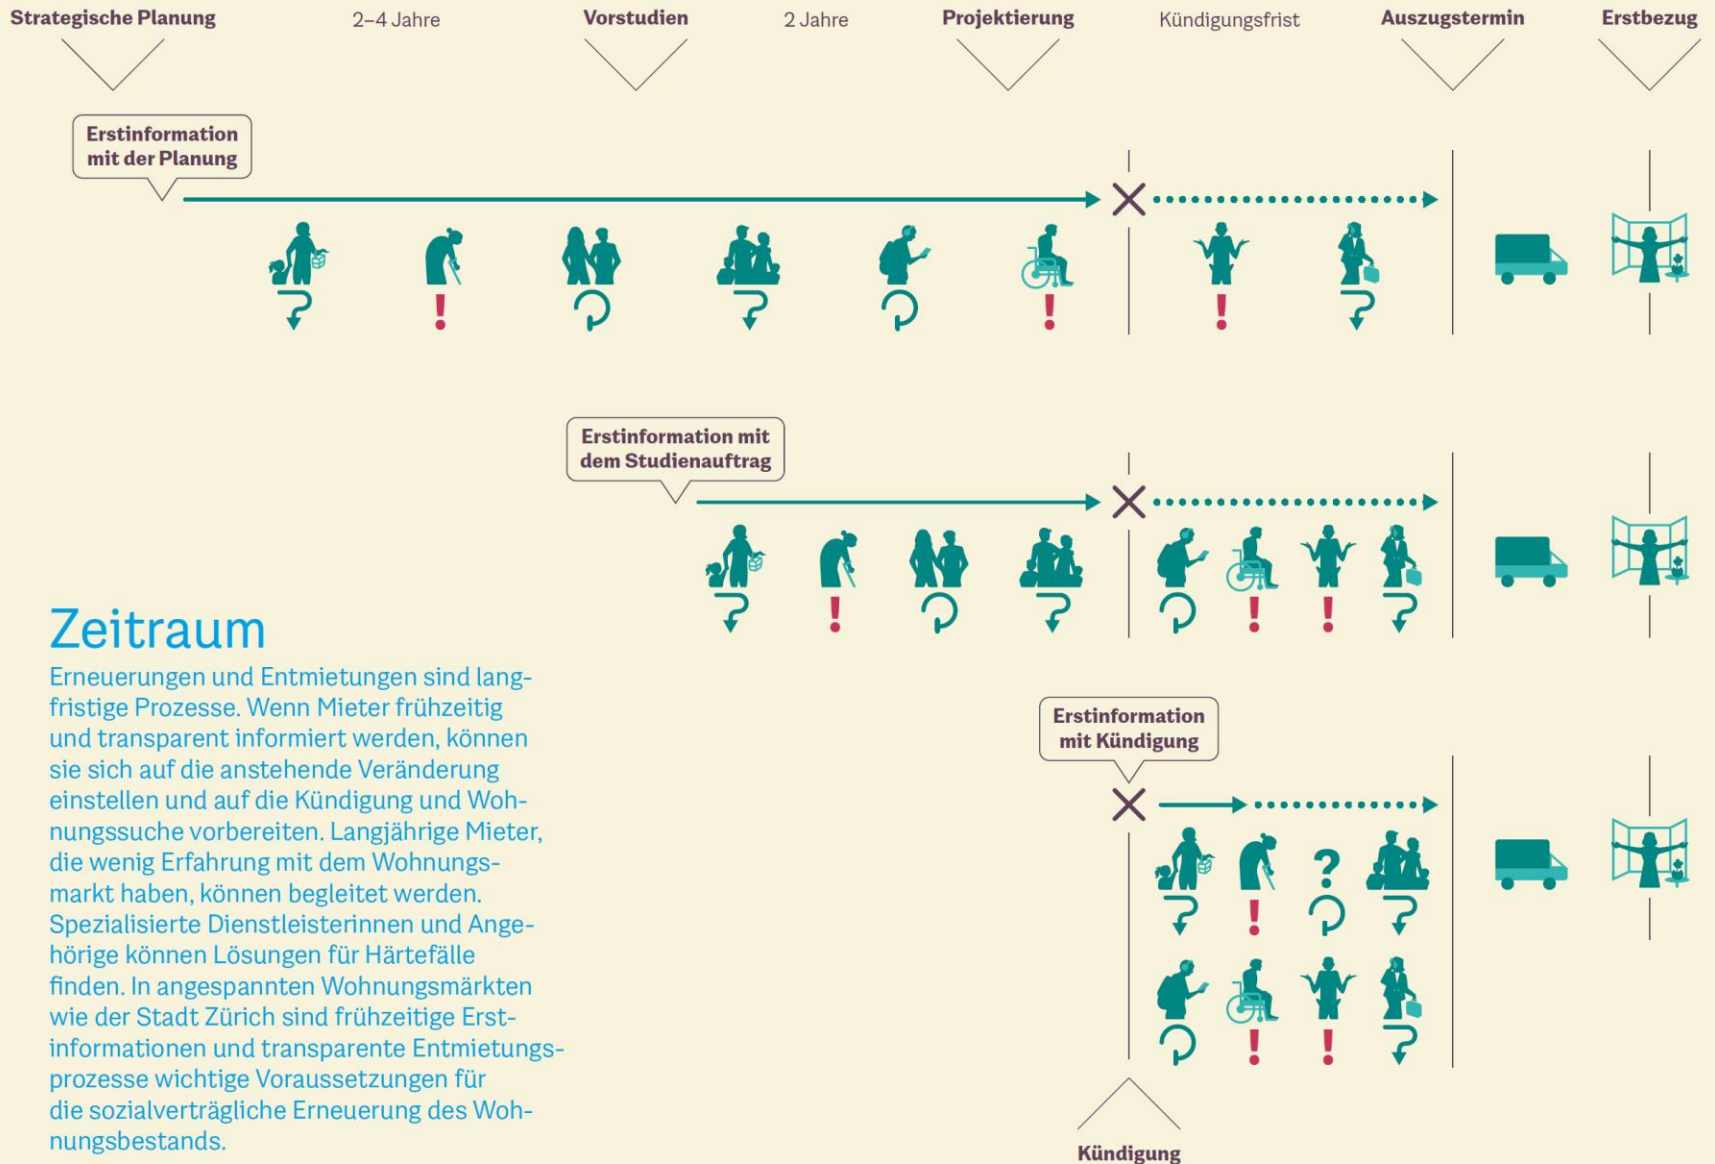 Strategische Planung 2–4 Jahre Vorstudien 2 Jahre Projektierung Kündigungsfrist Auszugstermin Erstbezug
Erstinformation
mit der Planung
Erstinformation mit
dem Studienauftrag
Zeitraum
Erneuerungen und Entmietungen sind lang-
fristige Prozesse. Wenn Mieter frühzeitig
und transparent informiert werden, können
sie sich auf die anstehende Veränderung
einstellen und auf die Kündigung und Woh-
nungssuche vorbereiten. Langjährige Mieter,
die wenig Erfahrung mit dem Wohnungs-
markt haben, können begleitet werden.
Spezialisierte Dienstleisterinnen und Ange-
hörige können Lösungen für Härtefälle
finden. In angespannten Wohnungsmärkten
wie der Stadt Zürich sind frühzeitige Erst-
informationen und transparente Entmietungs-
prozesse wichtige Voraussetzungen für
die sozialverträgliche Erneuerung des Woh-
nungsbestands.
Erstinformation
mit Kündigung
Kündigung